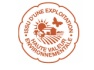 ISSU D'UNE EXPLOITATION
HAUTE VALEUR
ENVIRONNEMENTALE